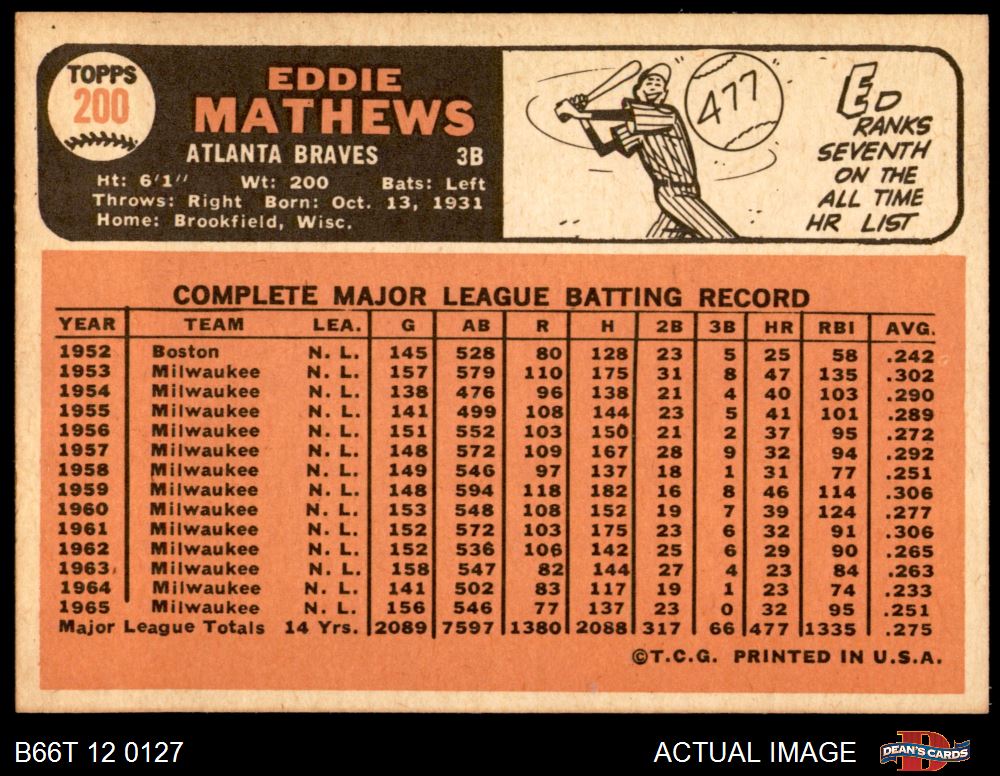 TOPPS
200
EDDIE
MATHEWS
ATLANTA BRAVES 3B
Ht: 6'1" Wt: 200 Bats: Left
Throws: Right Born: Oct. 13, 1931
Home: Brookfield, Wisc.
477
ED
RANKS
SEVENTH
ON THE
ALL TIME
HR LIST
COMPLETE MAJOR LEAGUE BATTING RECORD
YEAR TEAM LEA. G AB R H 2B 3B HR RBI AVG.
1952 Boston N. L. 145 528 80 128 23 5 25 58 .242
1953 Milwaukee N. L. 157 579 110 175 31 8 47 135 .302
1954 Milwaukee N. L. 138 476 96 138 21 4 40 103 .290
1955 Milwaukee N. L. 141 499 108 144 23 5 41 101 .289
1956 Milwaukee N. L. 151 552 103 150 21 2 37 95 .272
1957 Milwaukee N. L. 148 572 109 167 28 9 32 94 .292
1958 Milwaukee N. L. 149 546 97 137 18 1 31 77 .251
1959 Milwaukee N. L. 148 594 118 182 16 8 46 114 .306
1960 Milwaukee N. L. 153 548 108 152 19 7 39 124 .277
1961 Milwaukee N. L. 152 572 103 175 23 6 32 91 .306
1962 Milwaukee N. L. 152 536 106 142 25 6 29 90 .265
1963 Milwaukee N. L. 158 547 82 144 27 4 23 84 .263
1964 Milwaukee N. L. 141 502 83 117 19 1 23 74 .233
1965 Milwaukee N. L. 156 546 77 137 23 0 32 95 .251
Major League Totals 14 Yrs. 2089 7597 1380 2088 317 66 477 1335 .275
©T.C.G. PRINTED IN U.S.A.
B66T 12 0127 ACTUAL IMAGE DEAN'S CARDS